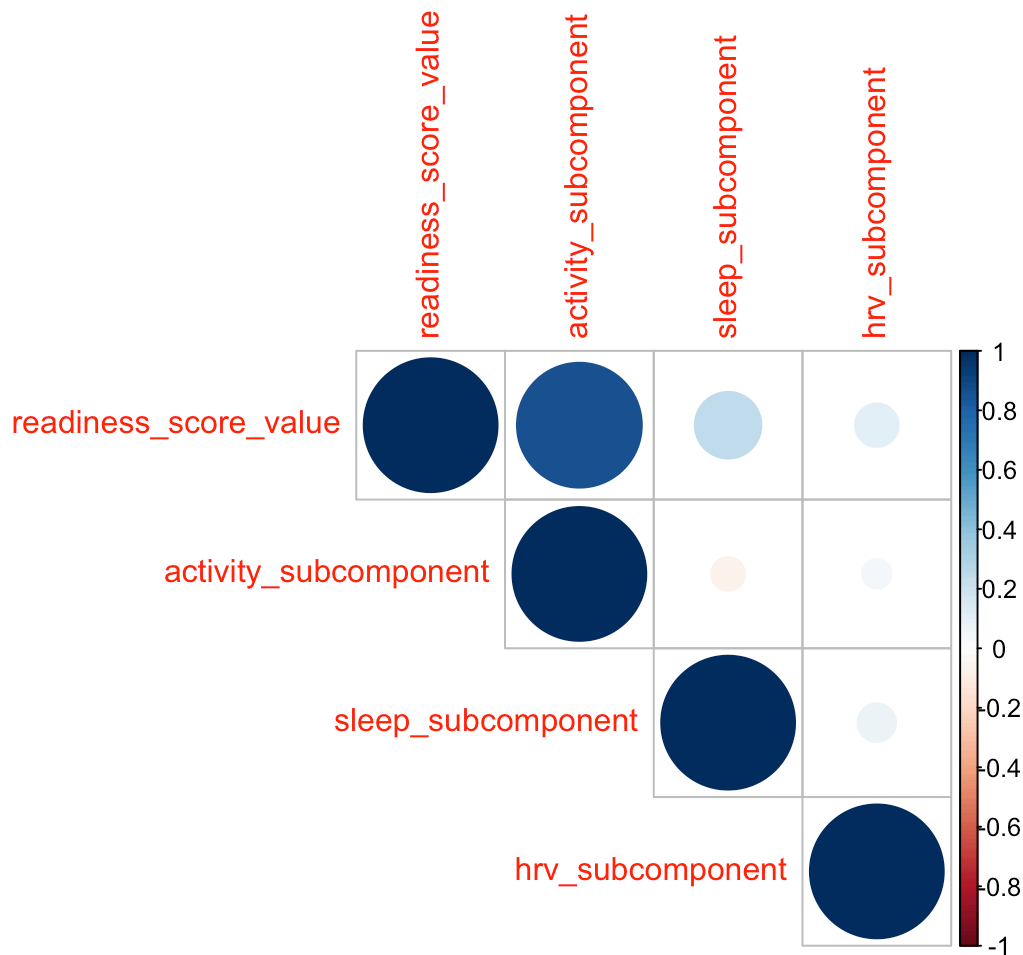 readiness_score_value
activity_subcomponent
sleep_subcomponent
hrv_subcomponent
readiness_score_value
activity_subcomponent
sleep_subcomponent
hrv_subcomponent
1
0.8
0.6
0.4
0.2
0
-0.2
-0.4
-0.6
-0.8
-1